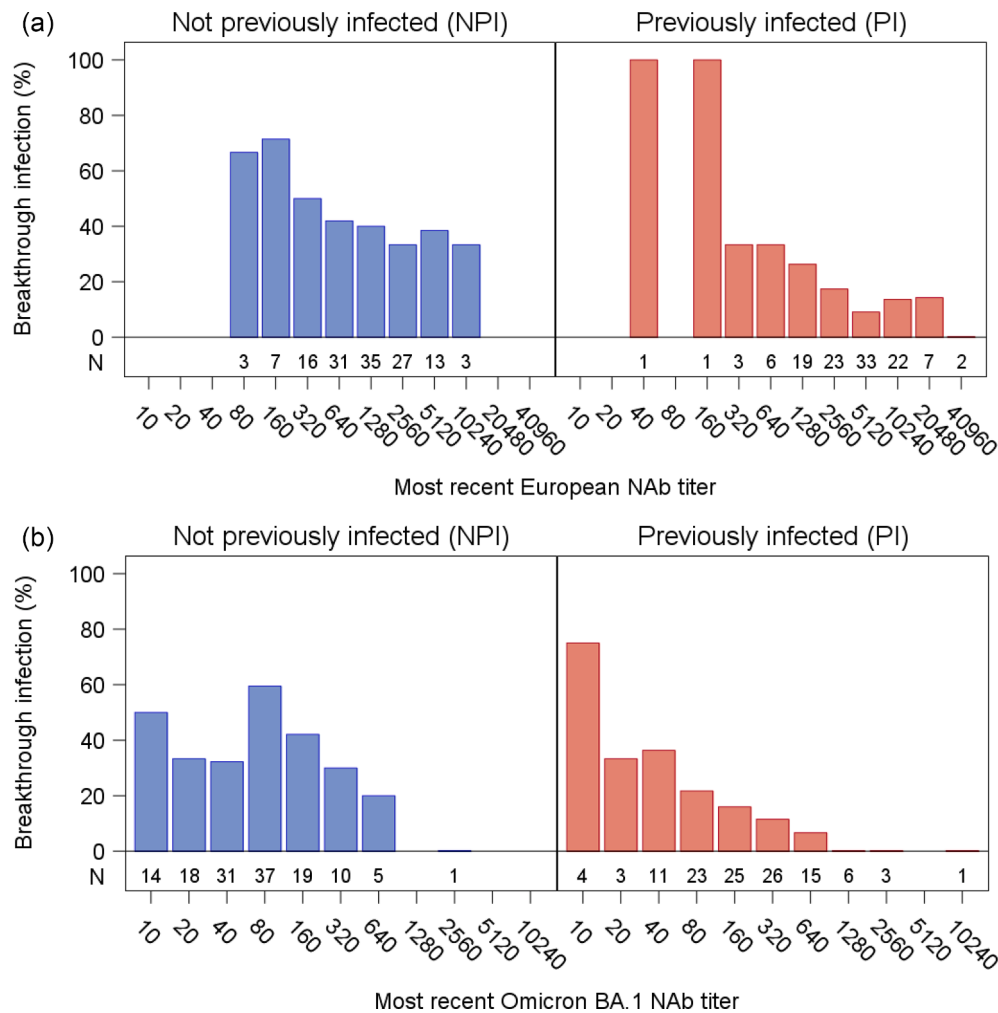 (a)
Not previously infected (NPI) Previously infected (PI)
Breakthrough infection (%)
100
80
60
40
20
0
N 3 7 16 31 35 27 13 3 1 1 3 6 19 23 33 22 7 2
10 20 40 80 160 320 640 1280 2560 5120 10240 20480 40960 10 20 40 80 160 320 640 1280 2560 5120 10240 20480 40960
Most recent European NAb titer
(b)
Not previously infected (NPI) Previously infected (PI)
Breakthrough infection (%)
100
80
60
40
20
0
N 14 18 31 37 19 10 5 1 4 3 11 23 25 26 15 6 3 1
10 20 40 80 160 320 640 1280 2560 5120 10240 10 20 40 80 160 320 640 1280 2560 5120 10240
Most recent Omicron BA.1 NAb titer